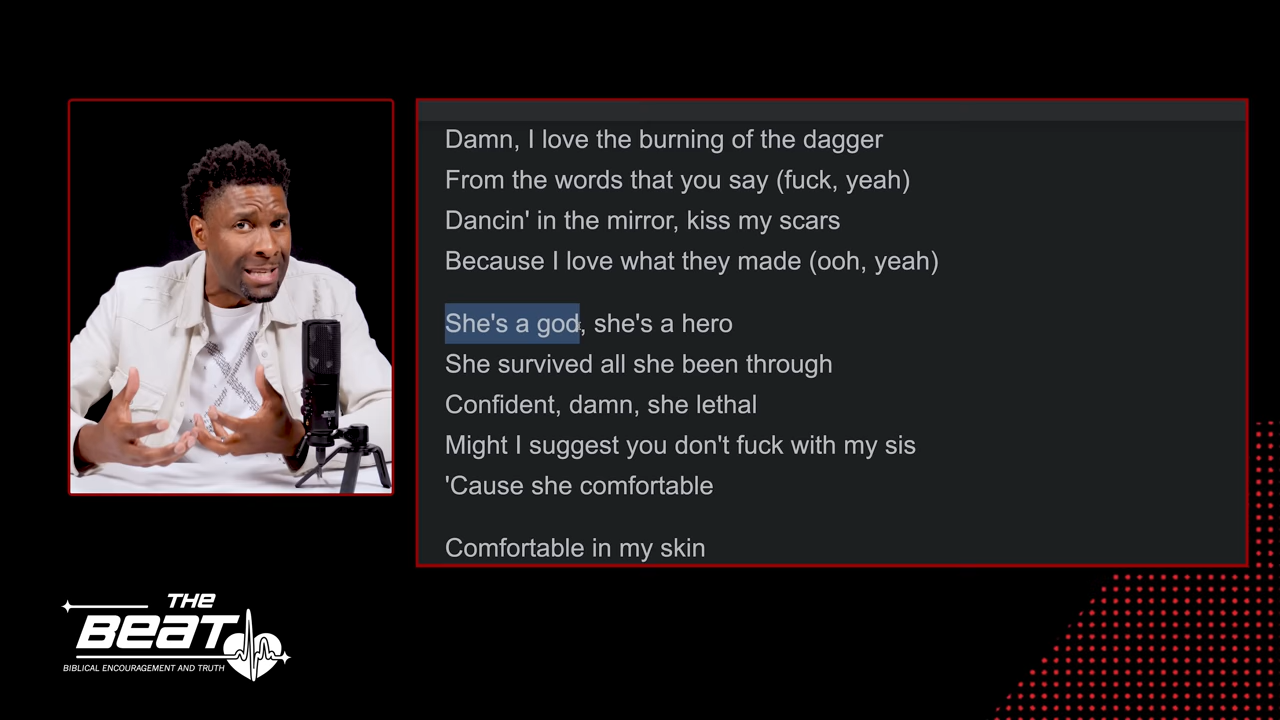 Damn, I love the burning of the dagger
From the words that you say (fuck, yeah)
Dancin' in the mirror, kiss my scars
Because I love what they made (ooh, yeah)
She's a god, she's a hero
She survived all she been through
Confident, damn, she lethal
Might I suggest you don't fuck with my sis
'Cause she comfortable
Comfortable in my skin
THE
BEAT
BIBLICAL ENCOURAGEMENT AND TRUTH